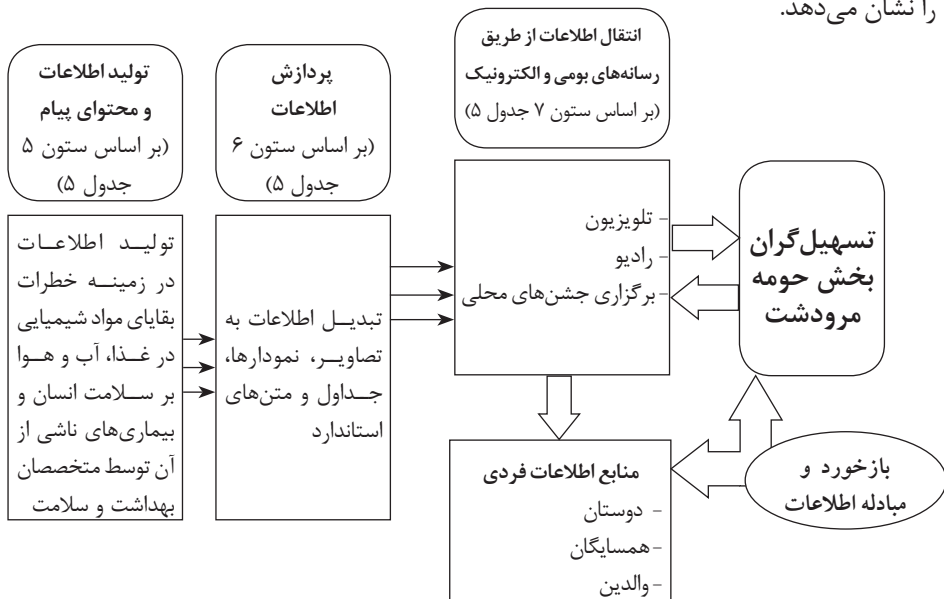 را نشان می‌دهد.
انتقال اطلاعات از طریق
رسانه‌های بومی و الکترونیک
(بر اساس ستون ۷ جدول ۵)
پردازش
اطلاعات
(بر اساس ستون ۶
جدول ۵)
تولید اطلاعات
و محتوای پیام
(بر اساس ستون ۵
جدول ۵)
تسهیل‌گران
بخش حومه
مرودشت
- تلویزیون
- رادیو
- برگزاری جشن‌های محلی
تبدیل اطلاعات به
تصاویر، نمودارها،
جداول و متن‌های
استاندارد
تولید اطلاعات
در زمینه خطرات
بقایای مواد شیمیایی
در غذا، آب و هوا
بر سلامت انسان و
بیماری‌های ناشی از
آن توسط متخصصان
بهداشت و سلامت
بازخورد و
مبادله اطلاعات
منابع اطلاعات فردی
- دوستان
- همسایگان
- والدین